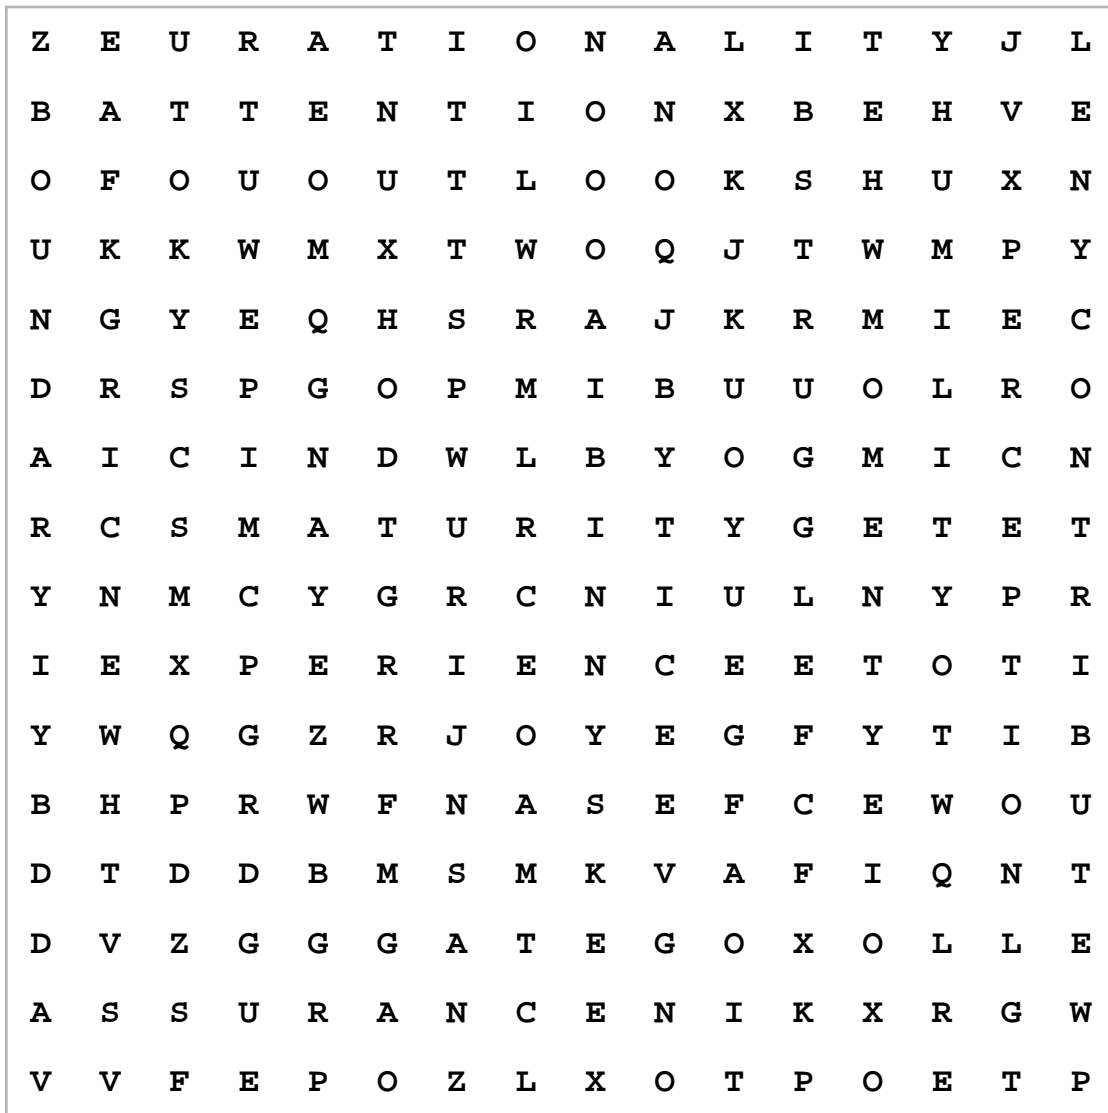 Z E U R A T I O N A L I T Y J L
B A T T E N T I O N X B E H V E
O F O U O U T L O O K S H U X N
U K K W M X T W O Q J T W M P Y
N G Y E Q H S R A J K R M I E C
D R S P G O P M I B U U O L R O
A I C I N D W L B Y O G M I C N
R C S M A T U R I T Y G E T E T
Y N M C Y G R C N I U L N Y P R
I E X P E R I E N C E E T O T I
Y W Q G Z R J O Y E G F Y T I B
B H P R W F N A S E F C E W O U
D T D D B M S M K V A F I Q N T
D V Z G G G A T E G O X O L L E
A S S U R A N C E N I K X R G W
V V F E P O Z L X O T P O E T P